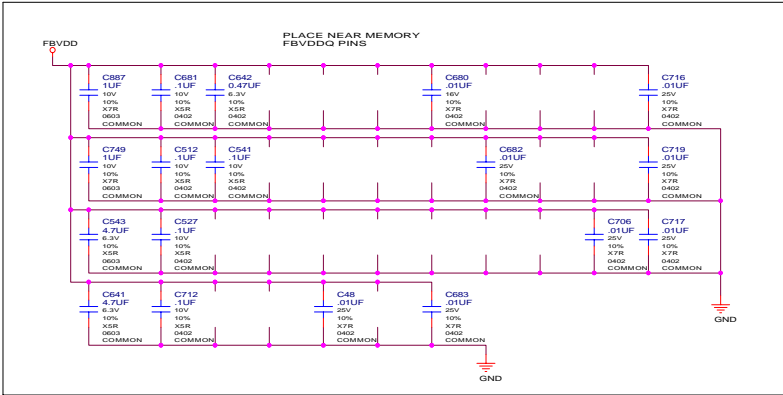 PLACE NEAR MEMORY
FBVDDQ PINS
FBVDD
C887
1UF
10V
10%
X7R
0603
COMMON
C681
.1UF
10V
10%
X5R
0402
COMMON
C642
0.47UF
6.3V
10%
X5R
0402
COMMON
C680
.01UF
16V
10%
X7R
0402
COMMON
C716
.01UF
25V
10%
X7R
0402
COMMON
C749
1UF
10V
10%
X7R
0603
COMMON
C512
.1UF
10V
10%
X5R
0402
COMMON
C541
.1UF
10V
10%
X5R
0402
COMMON
C682
.01UF
25V
10%
X7R
0402
COMMON
C719
.01UF
25V
10%
X7R
0402
COMMON
C543
4.7UF
6.3V
10%
X5R
0603
COMMON
C527
.1UF
10V
10%
X5R
0402
COMMON
C706
.01UF
25V
10%
X7R
0402
COMMON
C717
.01UF
25V
10%
X7R
0402
COMMON
C641
4.7UF
6.3V
10%
X5R
0603
COMMON
C712
.1UF
10V
10%
X5R
0402
COMMON
C48
.01UF
25V
10%
X7R
0402
COMMON
C683
.01UF
25V
10%
X7R
0402
COMMON
GND
GND